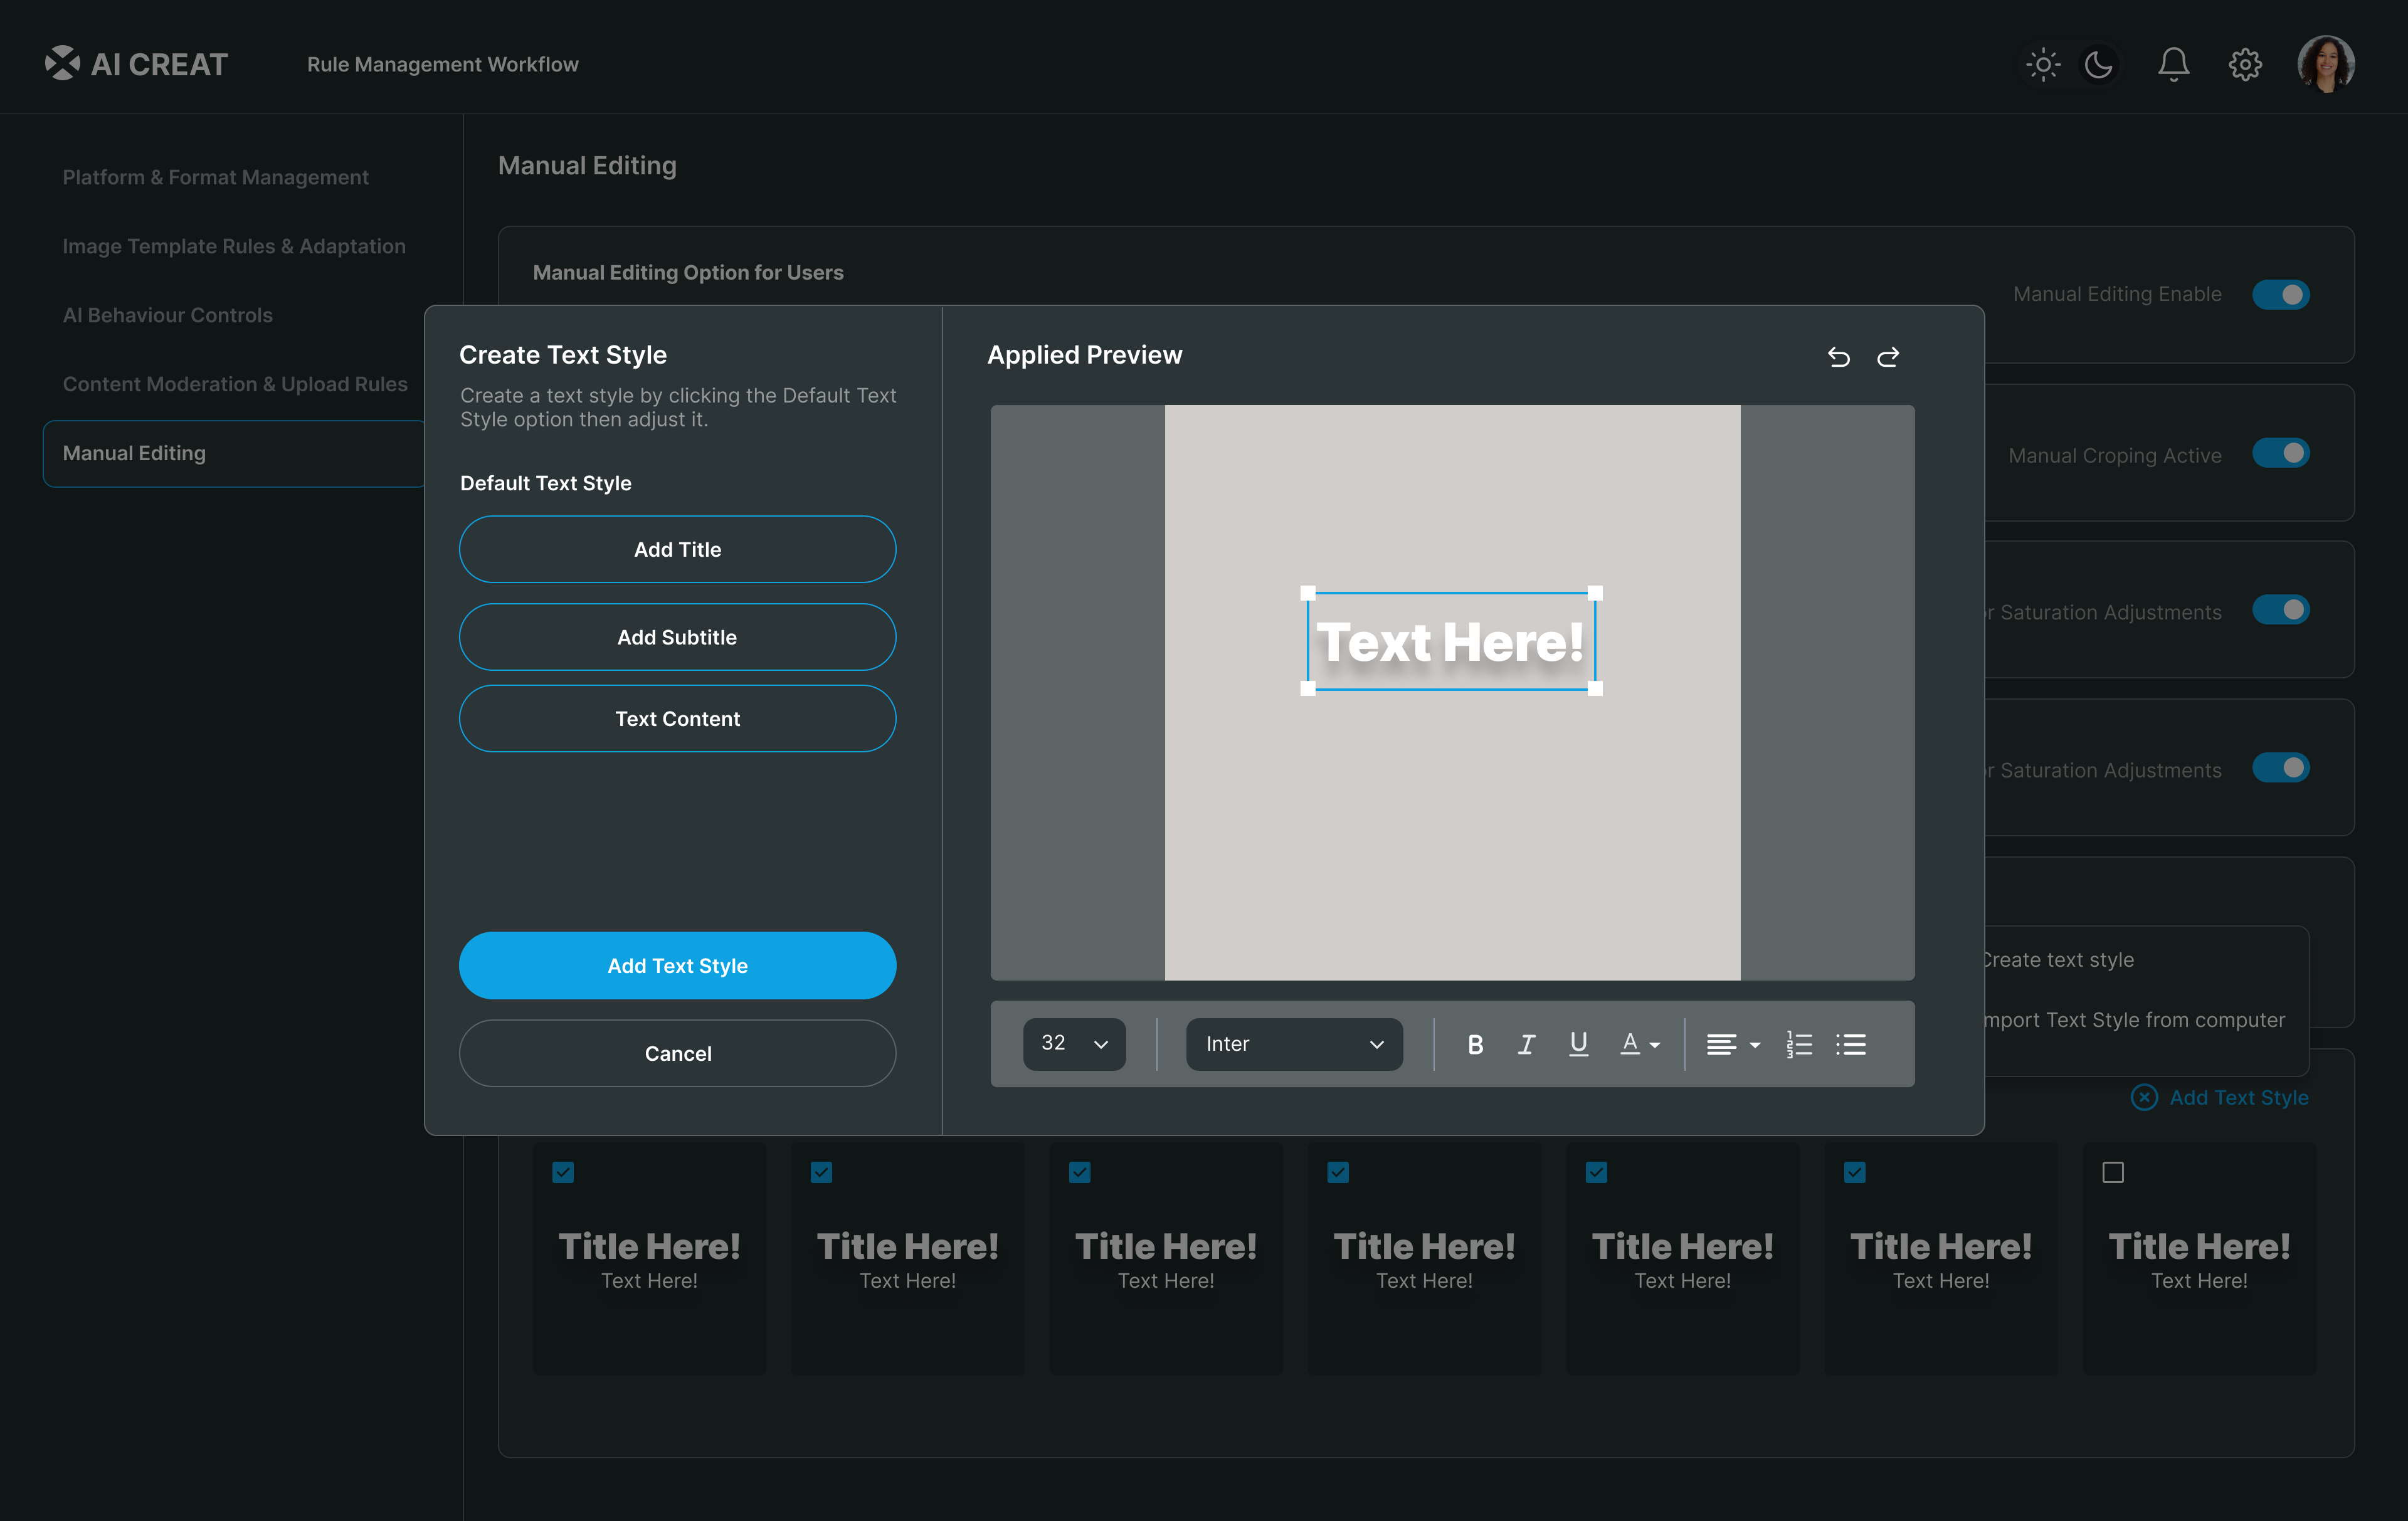 AI CREAT
Rule Management Workflow
Platform & Format Management
Image Template Rules & Adaptation
AI Behaviour Controls
Content Moderation & Upload Rules
Manual Editing
Manual Editing
Manual Editing Option for Users
Manual Editing Enable
Manual Croping Active
Saturation Adjustments
Saturation Adjustments
Create text style
Import Text Style from computer
Add Text Style
Create Text Style
Create a text style by clicking the Default Text
Style option then adjust it.
Default Text Style
Add Title
Add Subtitle
Text Content
Add Text Style
Cancel
Applied Preview
Text Here!
32
Inter
B I U A
Title Here!
Text Here!
Title Here!
Text Here!
Title Here!
Text Here!
Title Here!
Text Here!
Title Here!
Text Here!
Title Here!
Text Here!
Title Here!
Text Here!